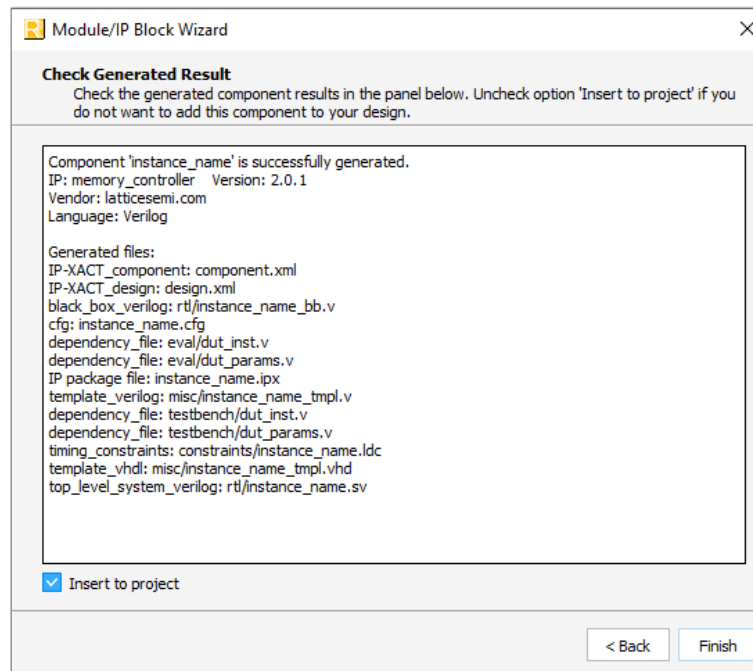 Module/IP Block Wizard
Check Generated Result
Check the generated component results in the panel below. Uncheck option 'Insert to project' if you
do not want to add this component to your design.
Component 'instance_name' is successfully generated.
IP: memory_controller Version: 2.0.1
Vendor: latticesemi.com
Language: Verilog
Generated files:
IP-XACT_component: component.xml
IP-XACT_design: design.xml
black_box_verilog: rtl/instance_name_bb.v
cfg: instance_name.cfg
dependency_file: eval/dut_inst.v
dependency_file: eval/dut_params.v
IP package file: instance_name.ipx
template_verilog: misc/instance_name_tmpl.v
dependency_file: testbench/dut_inst.v
dependency_file: testbench/dut_params.v
timing_constraints: constraints/instance_name.ldc
template_vhdl: misc/instance_name_tmpl.vhd
top_level_system_verilog: rtl/instance_name.sv
Insert to project
< Back Finish